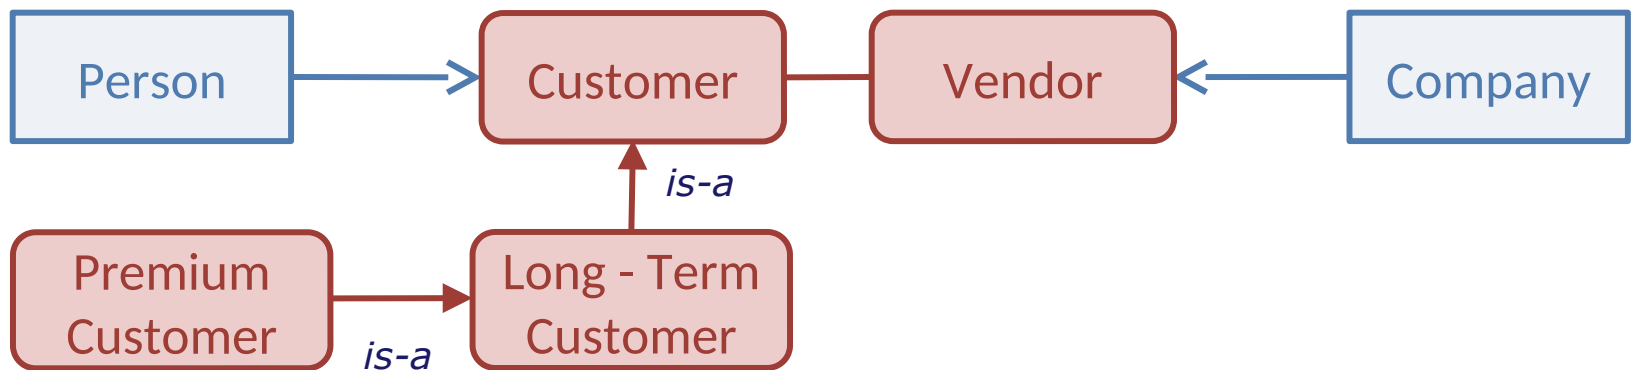 Person
Customer
Vendor
Company
is-a
Premium
Customer
is-a
Long - Term
Customer